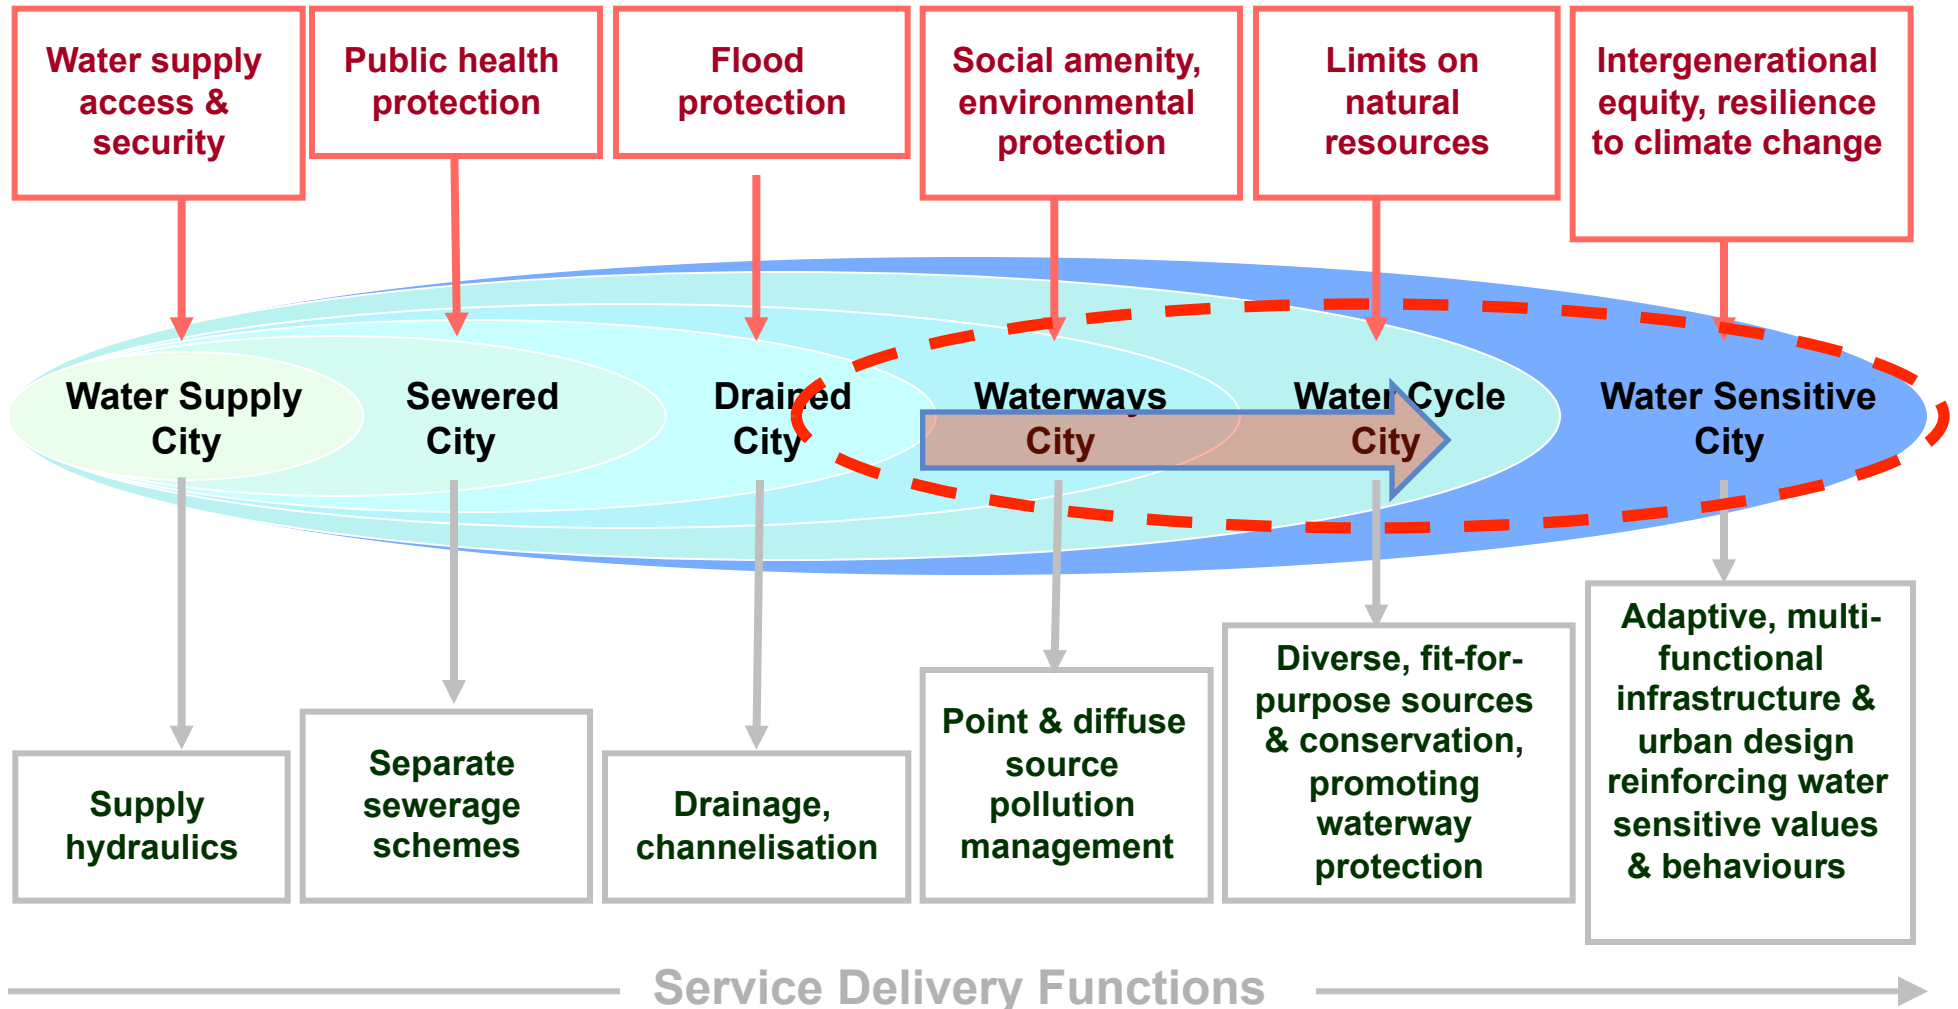 Water supply
access &
security
Public health
protection
Flood
protection
Social amenity,
environmental
protection
Limits on
natural
resources
Intergenerational
equity, resilience
to climate change
Water Supply
City
Sewered
City
Drained
City
Waterways
City
Water Cycle
City
Water Sensitive
City
Supply
hydraulics
Separate
sewerage
schemes
Drainage,
channelisation
Point & diffuse
source
pollution
management
Diverse, fit-for-
purpose sources
& conservation,
promoting
waterway
protection
Adaptive, multi-
functional
infrastructure &
urban design
reinforcing water
sensitive values
& behaviours
Service Delivery Functions